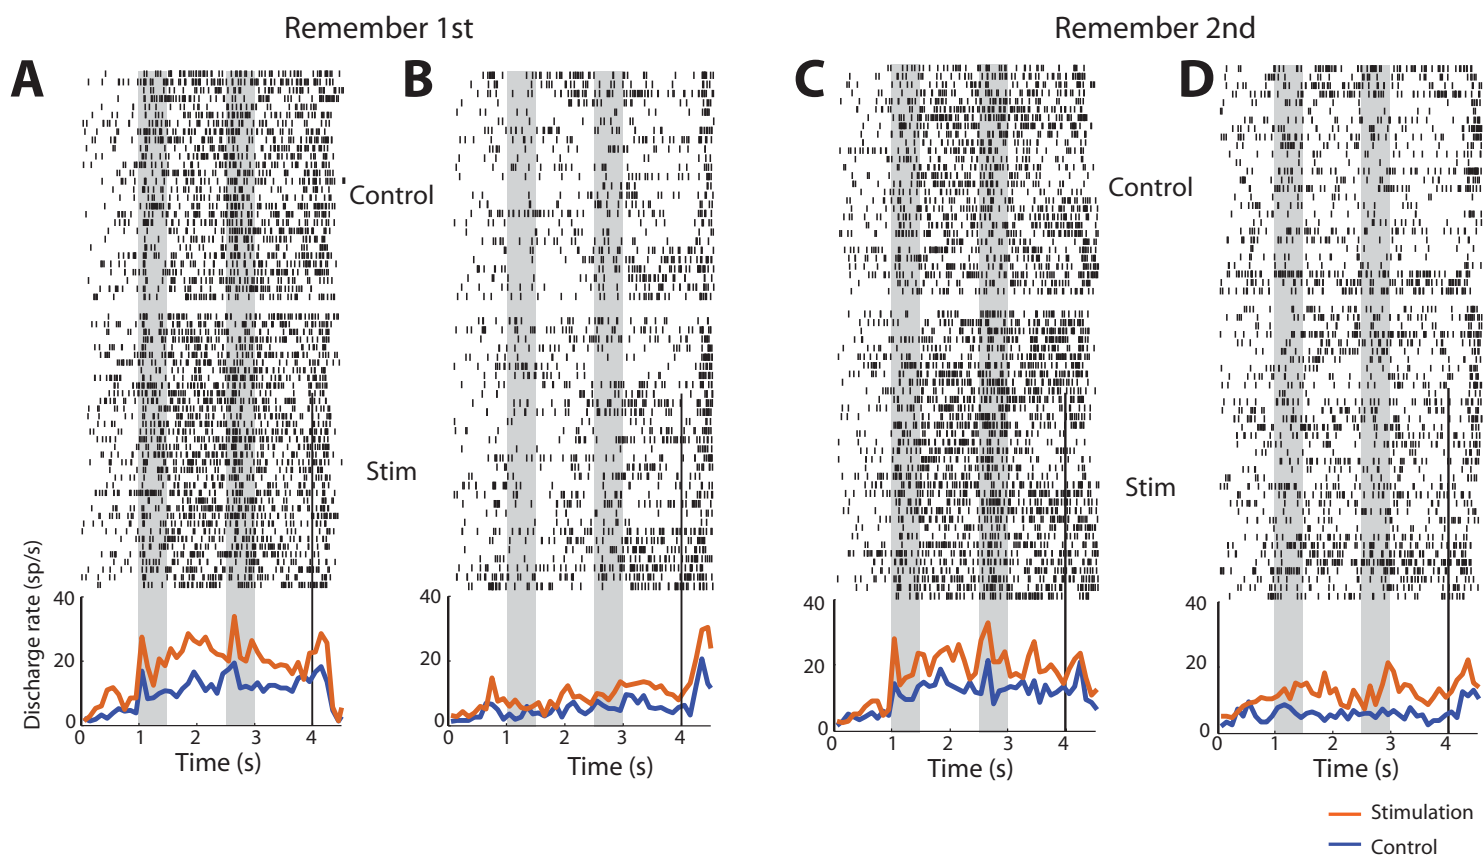 Remember 1st
Remember 2nd
A
B
C
D
Control
Control
Stim
Stim
Discharge rate (sp/s)
40
20
0
0 1 2 3 4
Time (s)
40
20
0
0 1 2 3 4
Time (s)
40
20
0
0 1 2 3 4
Time (s)
40
20
0
0 1 2 3 4
Time (s)
Stimulation
Control